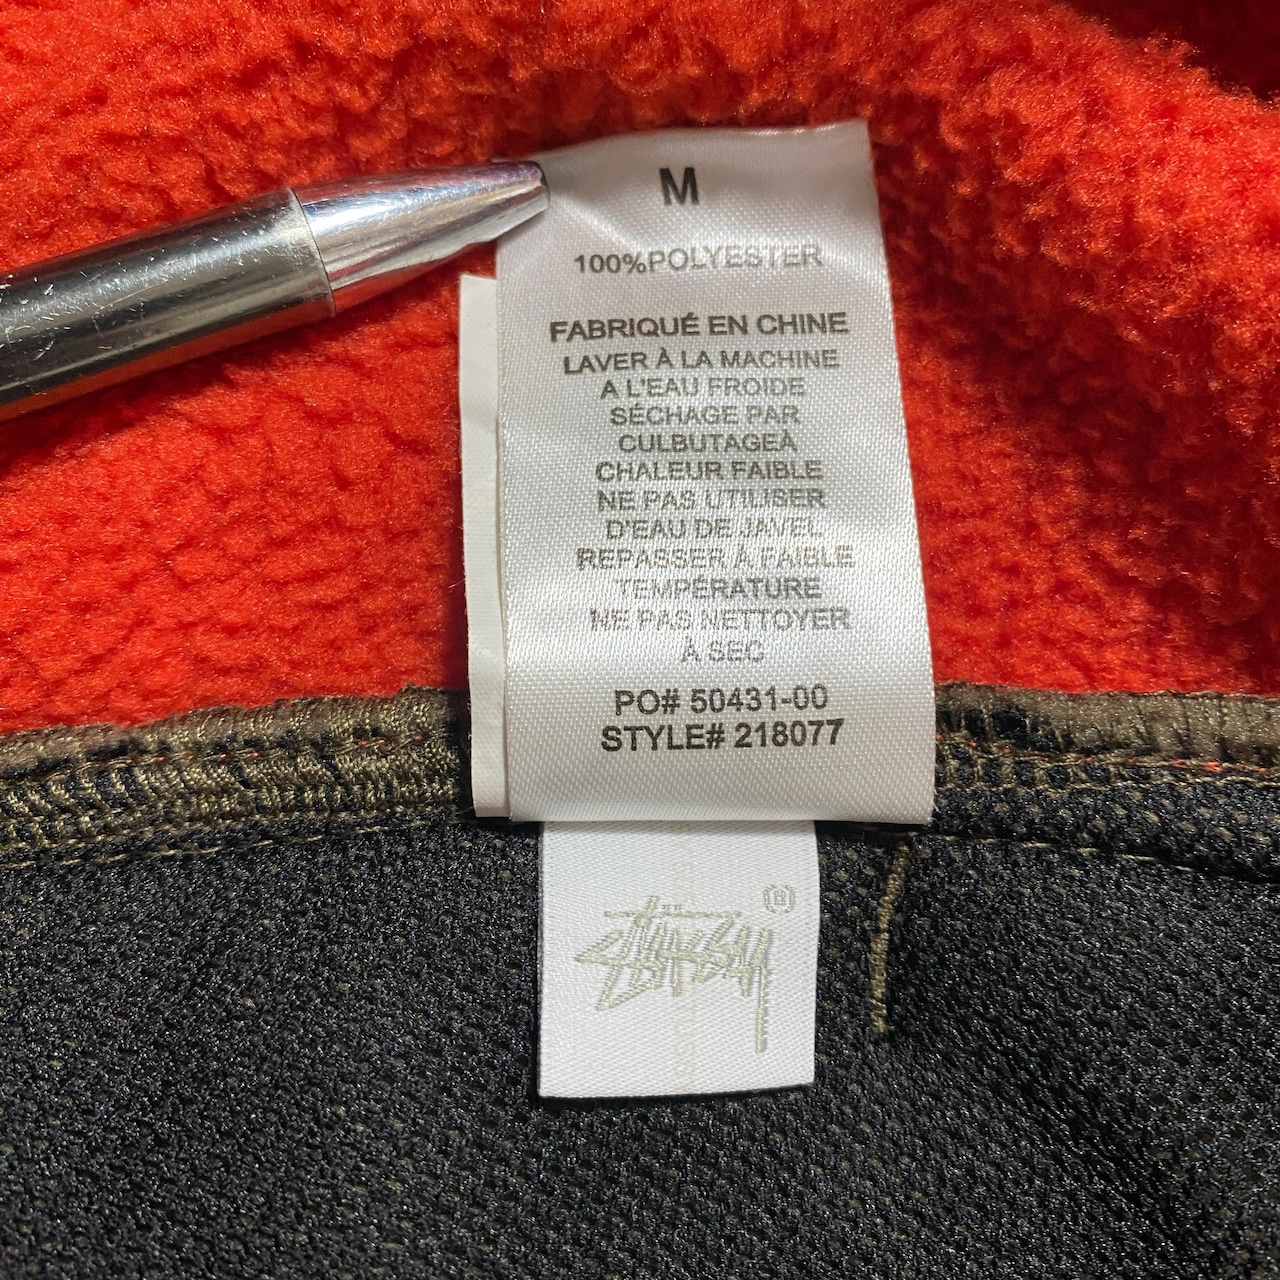 M
100%POLYESTER
FABRIQUÉ EN CHINE
LAVER À LA MACHINE
A L'EAU FROIDE
SÉCHAGE PAR
CULBUTAGEÀ
CHALEUR FAIBLE
NE PAS UTILISER
D'EAU DE JAVEL
REPASSER À FAIBLE
TEMPÉRATURE
NE PAS NETTOYER
À SEC
PO# 50431-00
STYLE# 218077
Stüssy